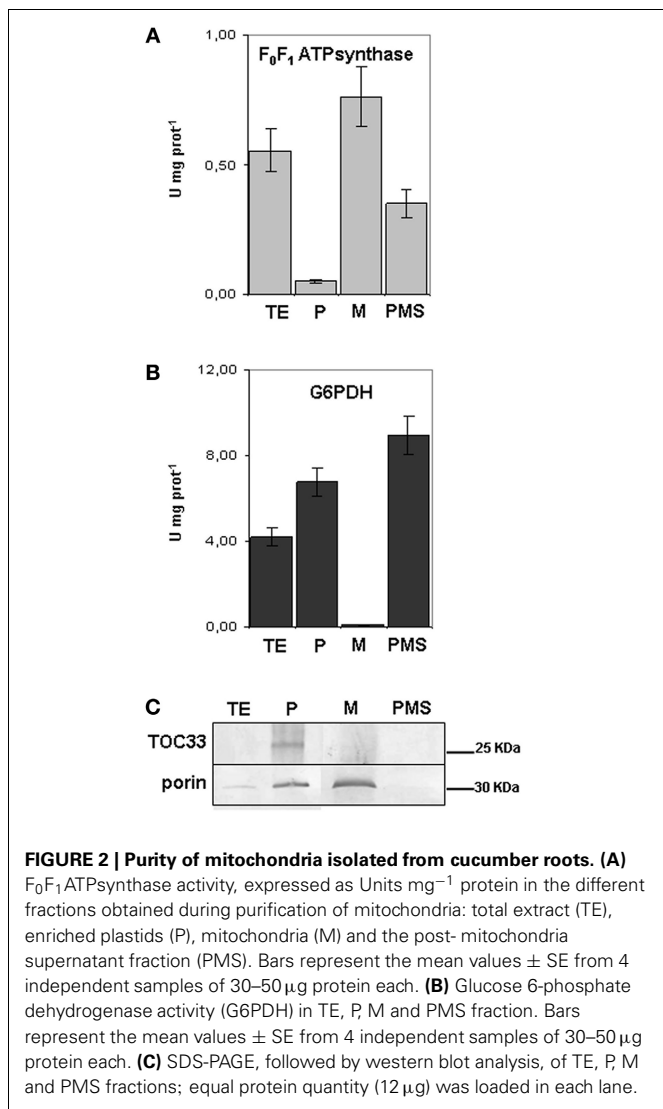 A
F₀F₁ ATPsynthase
U mg prot⁻¹
1,00
0,50
0,00
TE P M PMS
B
G6PDH
U mg prot⁻¹
12,00
8,00
4,00
0,00
TE P M PMS
C TE P M PMS
TOC33 25 KDa
porin 30 KDa
FIGURE 2 | Purity of mitochondria isolated from cucumber roots. (A)
F₀F₁ATPsynthase activity, expressed as Units mg⁻¹ protein in the different
fractions obtained during purification of mitochondria: total extract (TE),
enriched plastids (P), mitochondria (M) and the post- mitochondria
supernatant fraction (PMS). Bars represent the mean values ± SE from 4
independent samples of 30–50 μg protein each. (B) Glucose 6-phosphate
dehydrogenase activity (G6PDH) in TE, P, M and PMS fraction. Bars
represent the mean values ± SE from 4 independent samples of 30–50 μg
protein each. (C) SDS-PAGE, followed by western blot analysis, of TE, P, M
and PMS fractions; equal protein quantity (12 μg) was loaded in each lane.